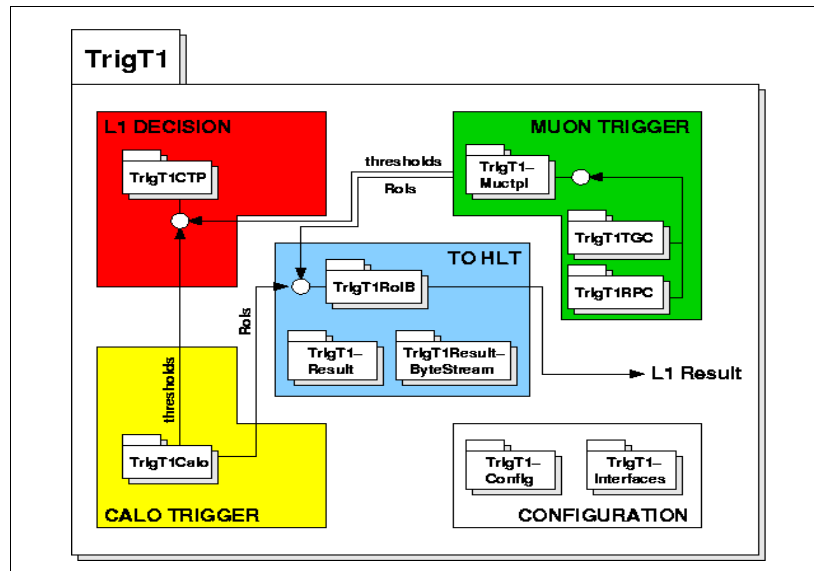 TrigT1
L1 DECISION
TrigT1CTP
MUON TRIGGER
TrigT1–
Muctpi
thresholds
RoIs
TrigT1TGC
TrigT1RPC
TO HLT
TrigT1RoIB
TrigT1–
Result
TrigT1Result–
ByteStream
RoIs
thresholds
L1 Result
TrigT1Calo
CALO TRIGGER
TrigT1–
Config
TrigT1–
Interfaces
CONFIGURATION